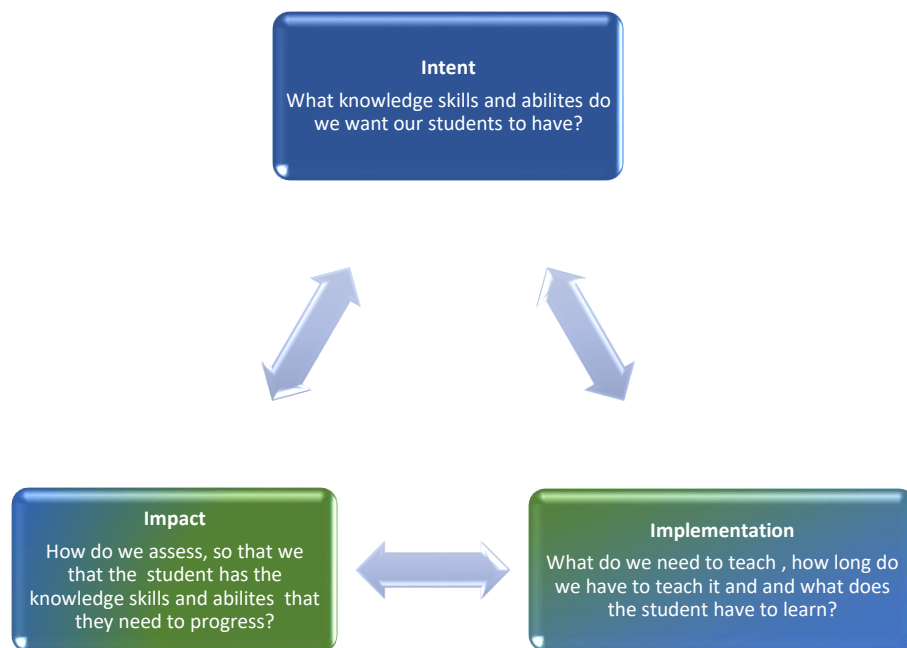 Intent
What knowledge skills and abilites do
we want our students to have?
Impact
How do we assess, so that we
that the student has the
knowledge skills and abilites that
they need to progress?
Implementation
What do we need to teach , how long do
we have to teach it and and what does
the student have to learn?